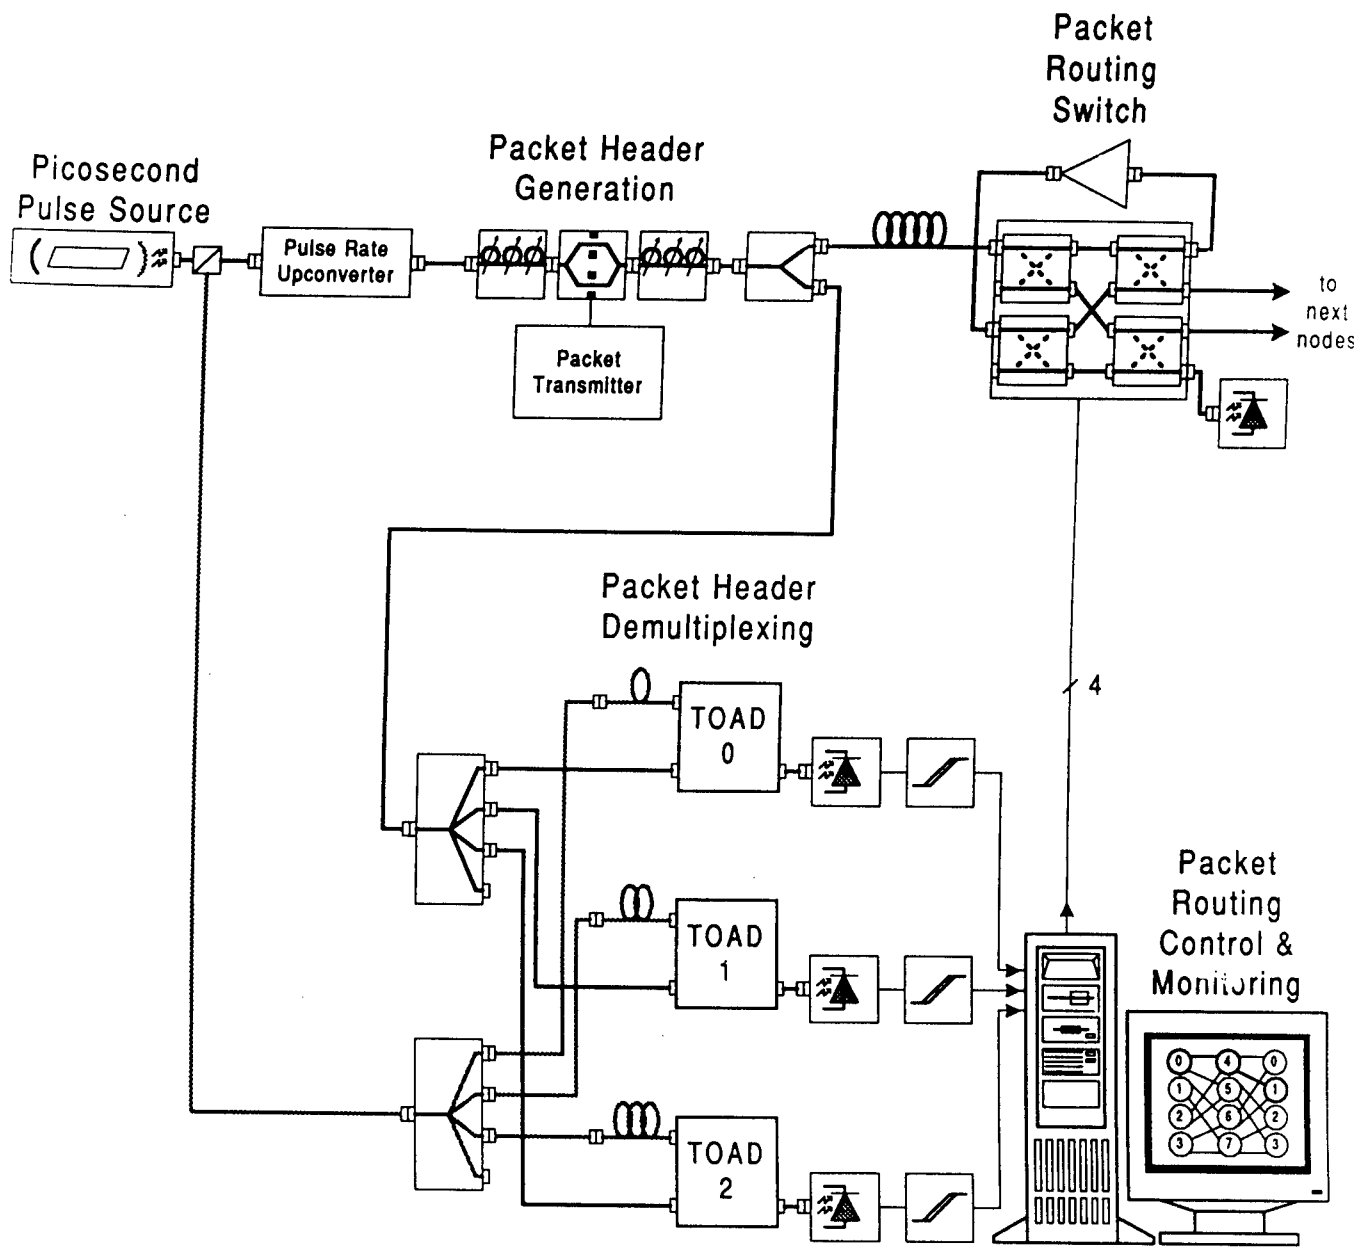 Packet
Routing
Switch
Packet Header
Generation
Picosecond
Pulse Source
Pulse Rate
Upconverter
Packet
Transmitter
to
next
nodes
Packet Header
Demultiplexing
4
TOAD
0
TOAD
1
TOAD
2
Packet
Routing
Control &
Monitoring
0 4 0
1 5 1
2 6 2
3 7 3